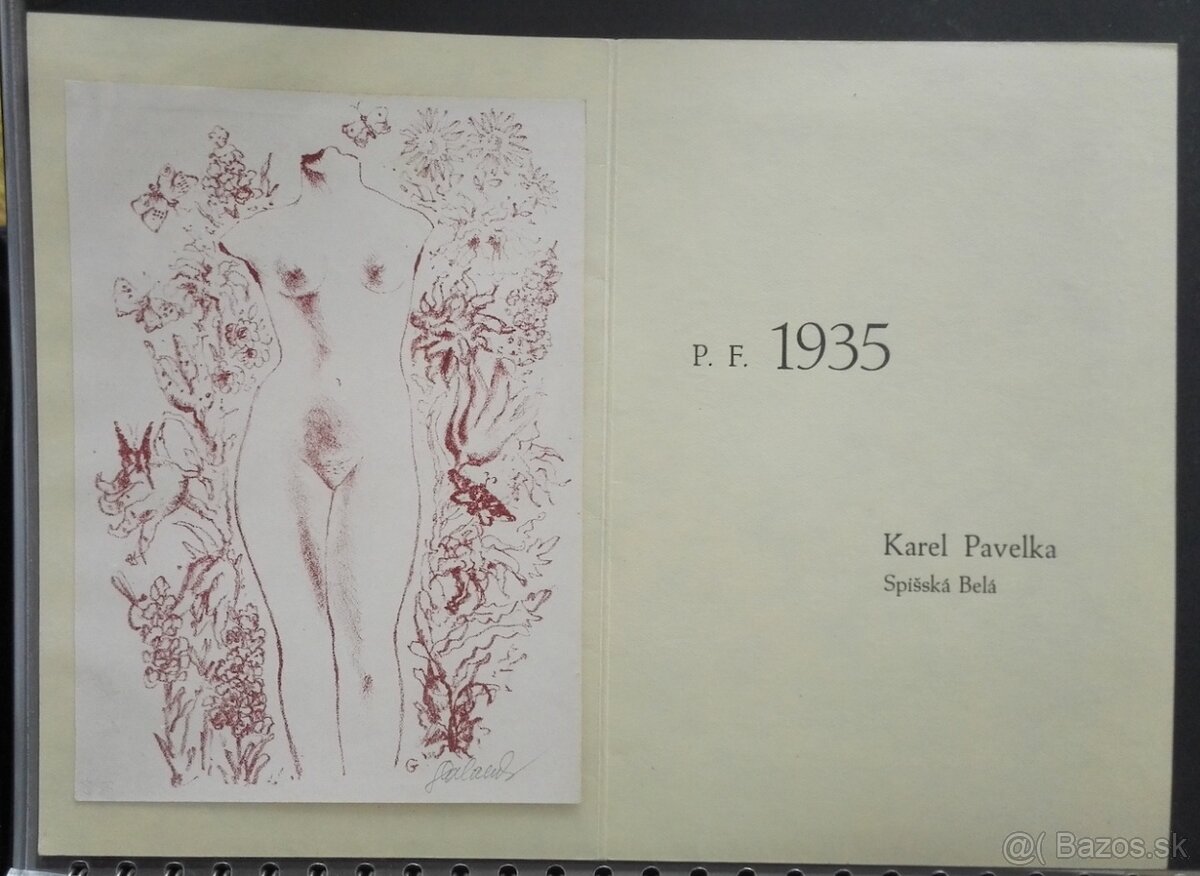 P. F. 1935
Karel Pavelka
Spišská Belá
G
@( Bazos.sk